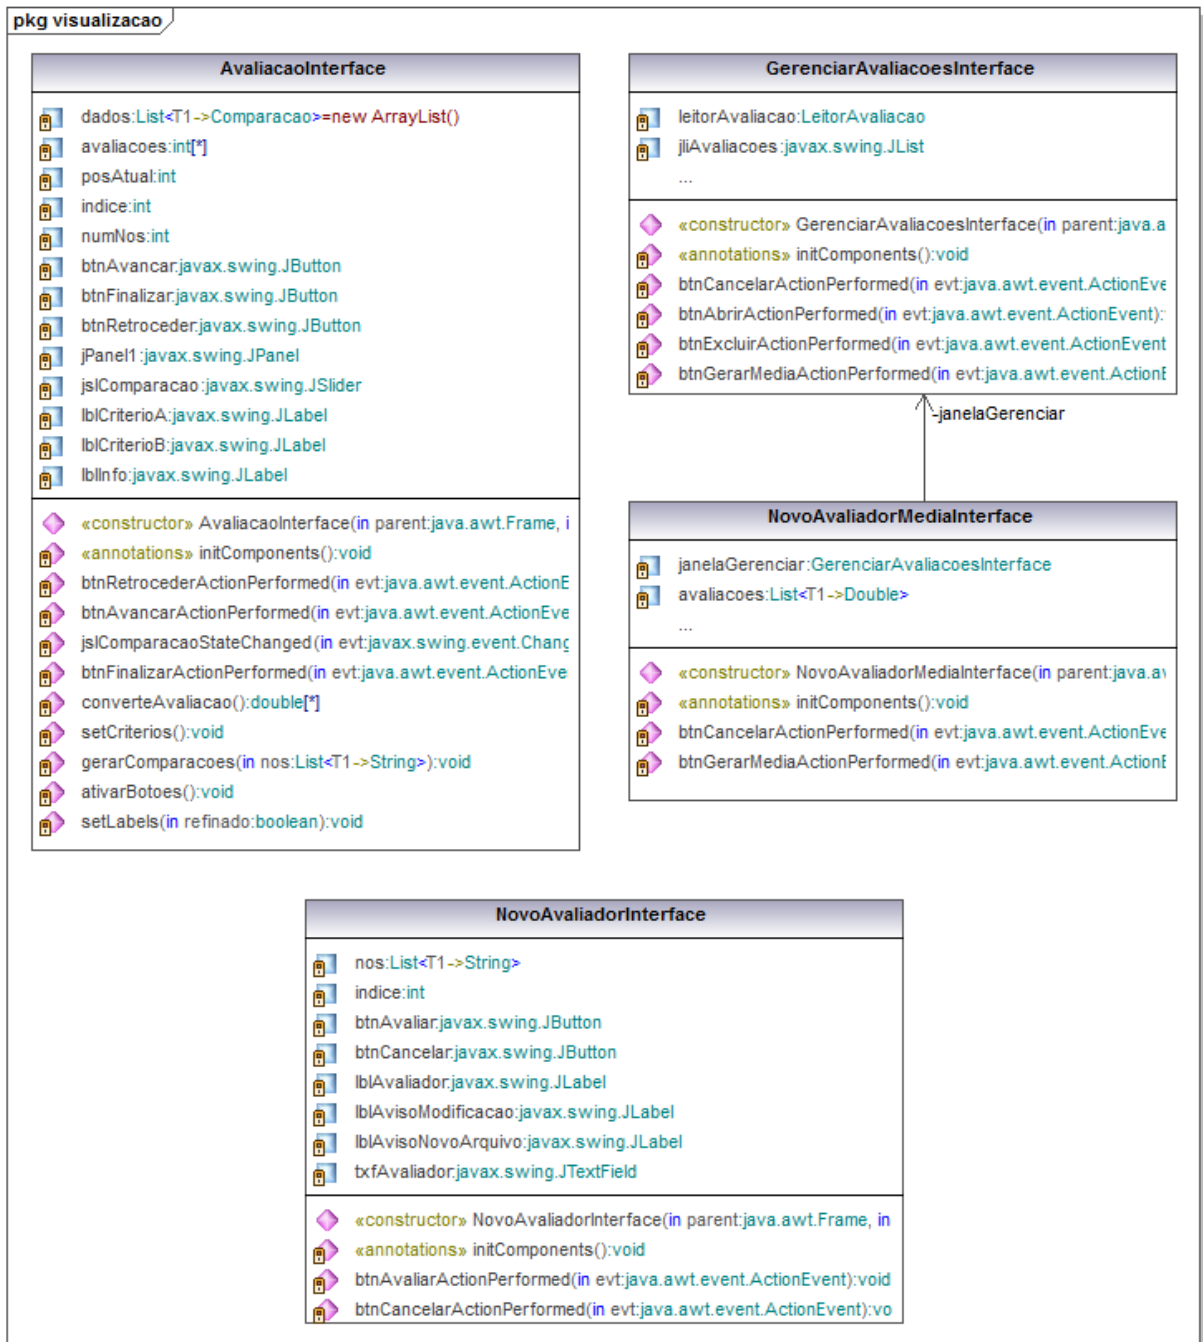 pkg visualizacao
AvaliacaoInterface
dados:List<T1->Comparacao>=new ArrayList()
avaliacoes:int[*]
posAtual:int
indice:int
numNos:int
btnAvancar:javax.swing.JButton
btnFinalizar:javax.swing.JButton
btnRetroceder:javax.swing.JButton
jPanel1:javax.swing.JPanel
jslComparacao:javax.swing.JSlider
lblCriterioA:javax.swing.JLabel
lblCriterioB:javax.swing.JLabel
lblInfo:javax.swing.JLabel
«constructor» AvaliacaoInterface(in parent:java.awt.Frame, i
«annotations» initComponents():void
btnRetrocederActionPerformed(in evt:java.awt.event.ActionE
btnAvancarActionPerformed(in evt:java.awt.event.ActionEve
jslComparacaoStateChanged(in evt:javax.swing.event.Chang
btnFinalizarActionPerformed(in evt:java.awt.event.ActionEve
converteAvaliacao():double[*]
setCriterios():void
gerarComparacoes(in nos:List<T1->String>):void
ativarBotoes():void
setLabels(in refinado:boolean):void
GerenciarAvaliacoesInterface
leitorAvaliacao:LeitorAvaliacao
jliAvaliacoes:javax.swing.JList
...
«constructor» GerenciarAvaliacoesInterface(in parent:java.a
«annotations» initComponents():void
btnCancelarActionPerformed(in evt:java.awt.event.ActionEve
btnAbrirActionPerformed(in evt:java.awt.event.ActionEvent):
btnExcluirActionPerformed(in evt:java.awt.event.ActionEvent
btnGerarMediaActionPerformed(in evt:java.awt.event.ActionE
-janelaGerenciar
NovoAvaliadorMediaInterface
janelaGerenciar:GerenciarAvaliacoesInterface
avaliacoes:List<T1->Double>
...
«constructor» NovoAvaliadorMediaInterface(in parent:java.av
«annotations» initComponents():void
btnCancelarActionPerformed(in evt:java.awt.event.ActionEve
btnGerarMediaActionPerformed(in evt:java.awt.event.ActionE
NovoAvaliadorInterface
nos:List<T1->String>
indice:int
btnAvaliar:javax.swing.JButton
btnCancelar:javax.swing.JButton
lblAvaliador:javax.swing.JLabel
lblAvisoModificacao:javax.swing.JLabel
lblAvisoNovoArquivo:javax.swing.JLabel
txfAvaliador:javax.swing.JTextField
«constructor» NovoAvaliadorInterface(in parent:java.awt.Frame, in
«annotations» initComponents():void
btnAvaliarActionPerformed(in evt:java.awt.event.ActionEvent):void
btnCancelarActionPerformed(in evt:java.awt.event.ActionEvent):vo